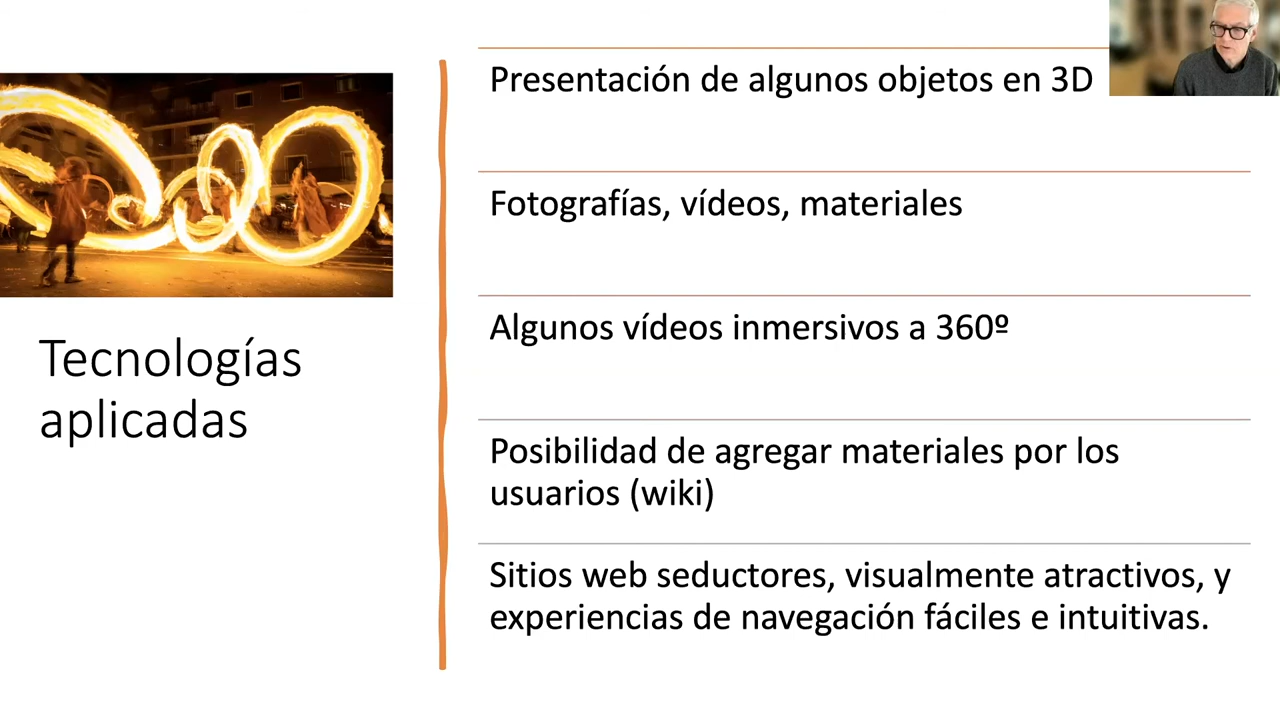 Tecnologías
aplicadas
Presentación de algunos objetos en 3D
Fotografías, vídeos, materiales
Algunos vídeos inmersivos a 360º
Posibilidad de agregar materiales por los
usuarios (wiki)
Sitios web seductores, visualmente atractivos, y
experiencias de navegación fáciles e intuitivas.